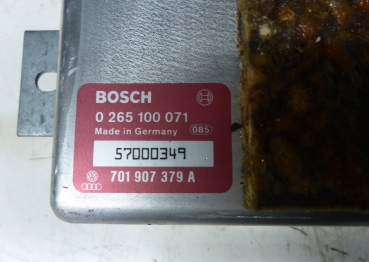 BOSCH
0 265 100 071
Made in Germany 085
57000349
701 907 379 A